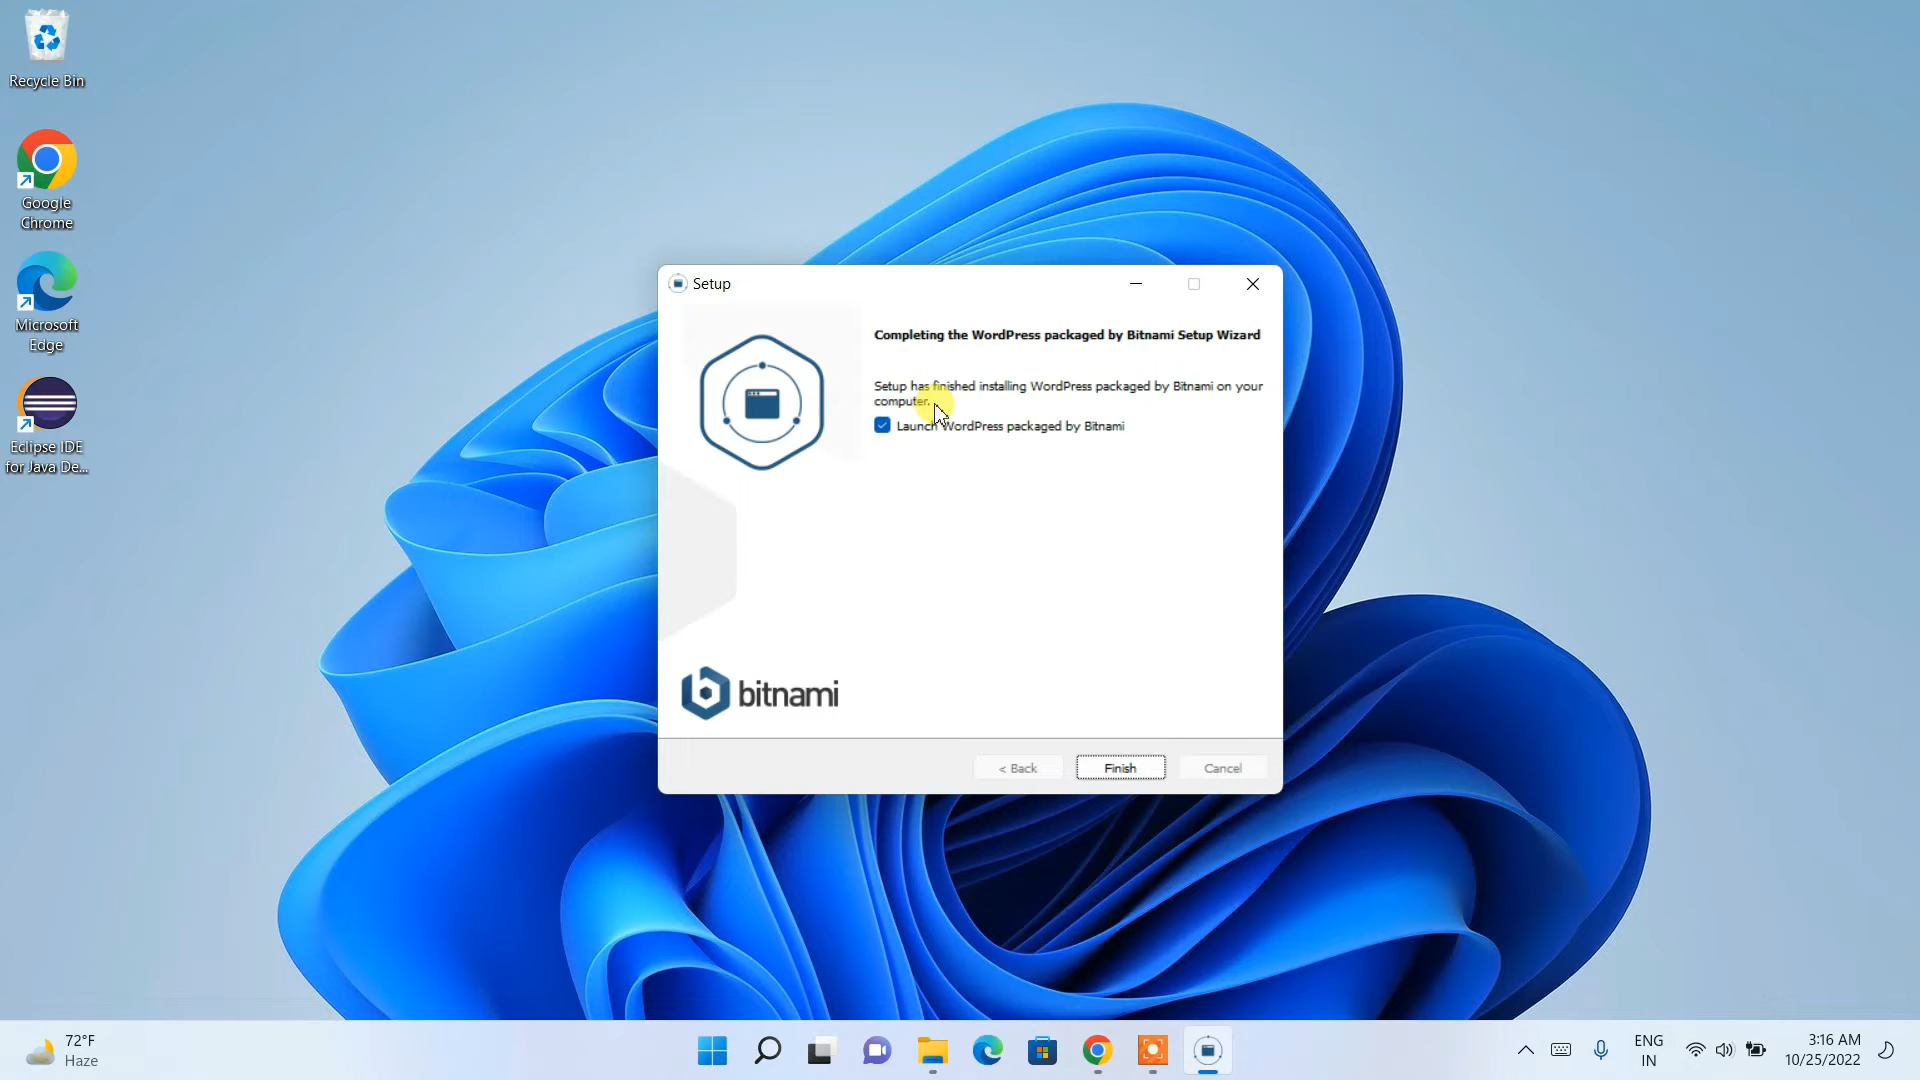 Recycle Bin
Google
Chrome
Microsoft
Edge
Eclipse IDE
for Java De...
Setup
Completing the WordPress packaged by Bitnami Setup Wizard
Setup has finished installing WordPress packaged by Bitnami on your
computer.
Launch WordPress packaged by Bitnami
bitnami
< Back
Finish
Cancel
72°F
Haze
ENG
IN
3:16 AM
10/25/2022